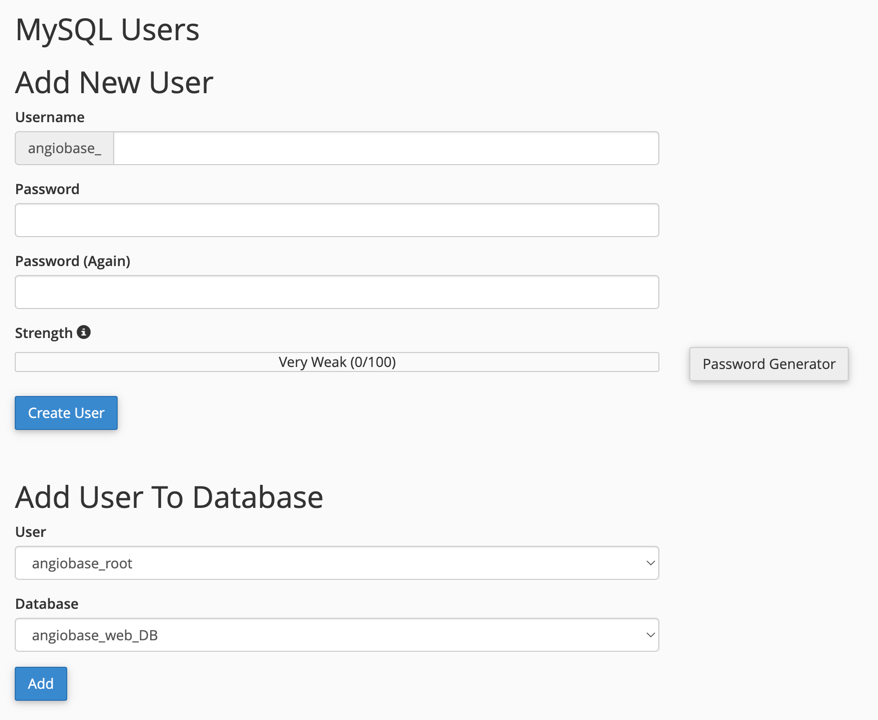 MySQL Users
Add New User
Username
angiobase_
Password
Password (Again)
Strength
Very Weak (0/100)
Password Generator
Create User
Add User To Database
User
angiobase_root
Database
angiobase_web_DB
Add